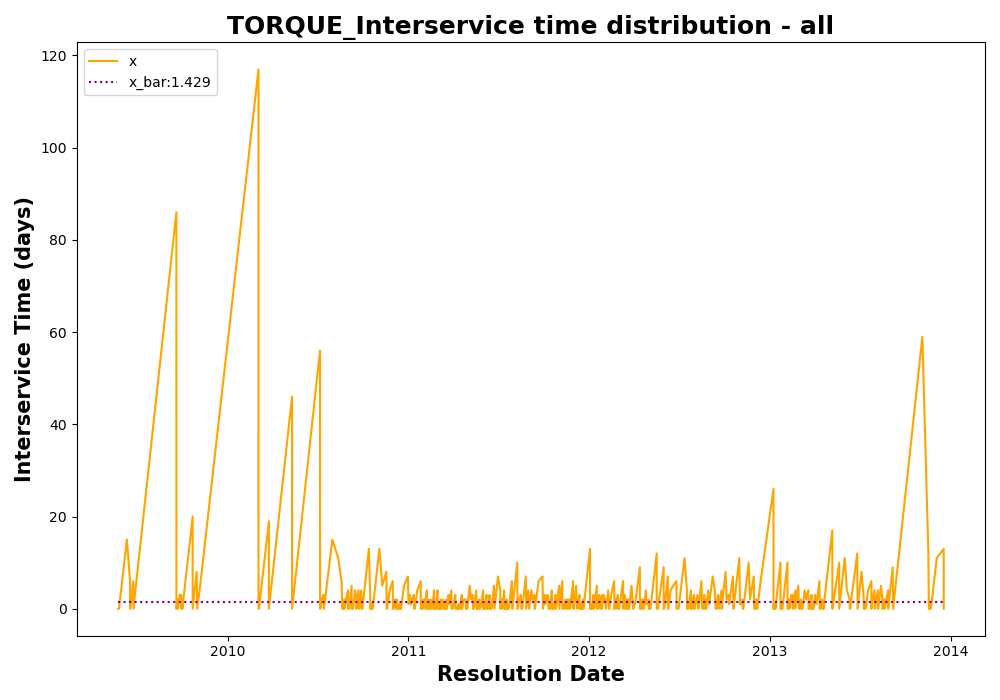 TORQUE_Interservice time distribution - all
x
x_bar:1.429
Interservice Time (days)
120
100
80
60
40
20
0
2010
2011
2012
2013
2014
Resolution Date